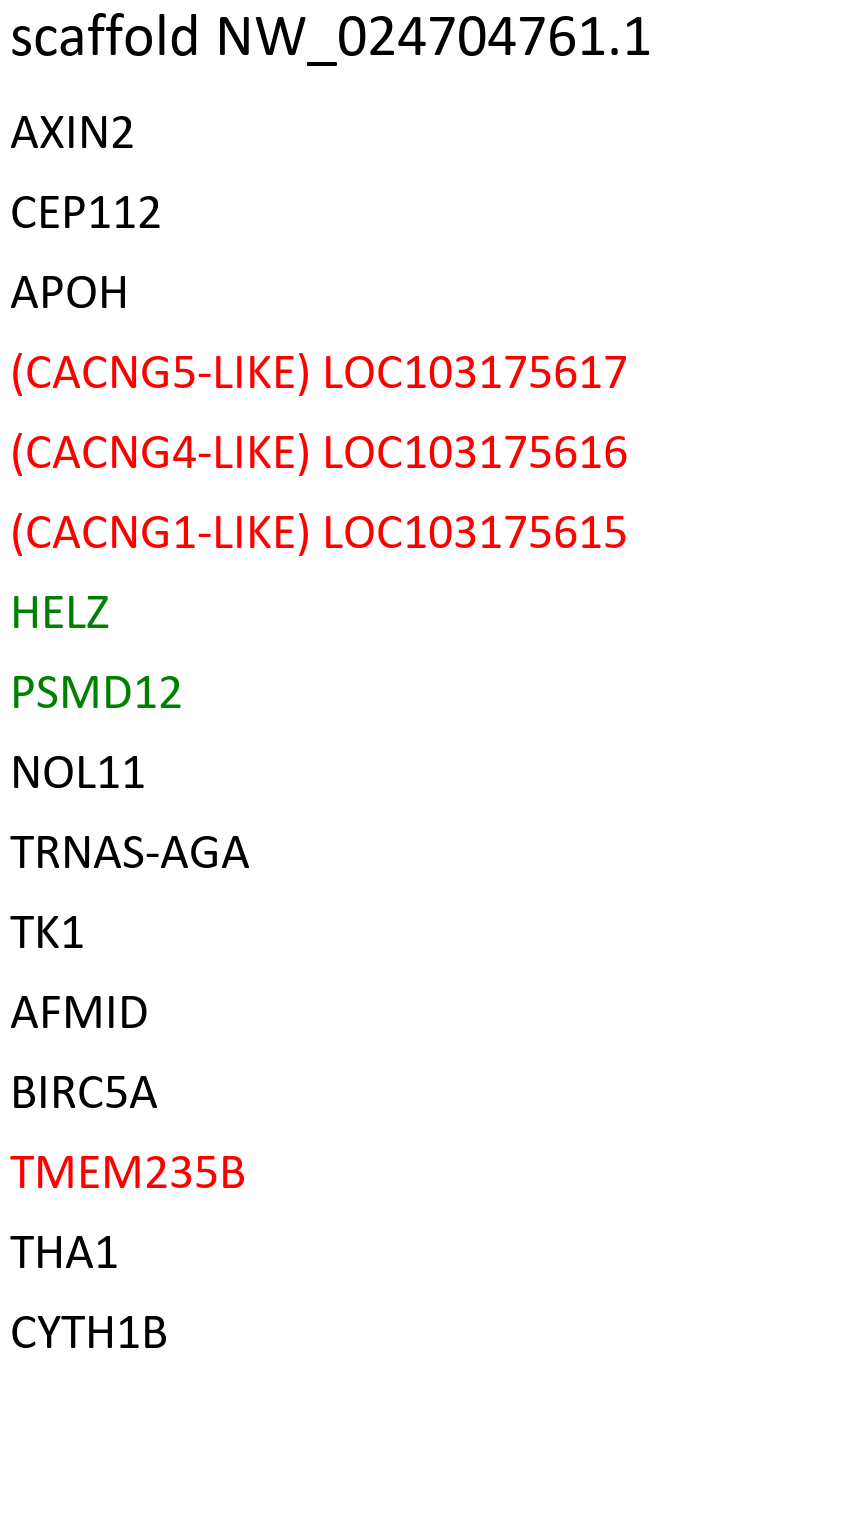 scaffold NW_024704761.1
AXIN2
CEP112
APOH
(CACNG5-LIKE) LOC103175617
(CACNG4-LIKE) LOC103175616
(CACNG1-LIKE) LOC103175615
HELZ
PSMD12
NOL11
TRNAS-AGA
TK1
AFMID
BIRC5A
TMEM235B
THA1
CYTH1B